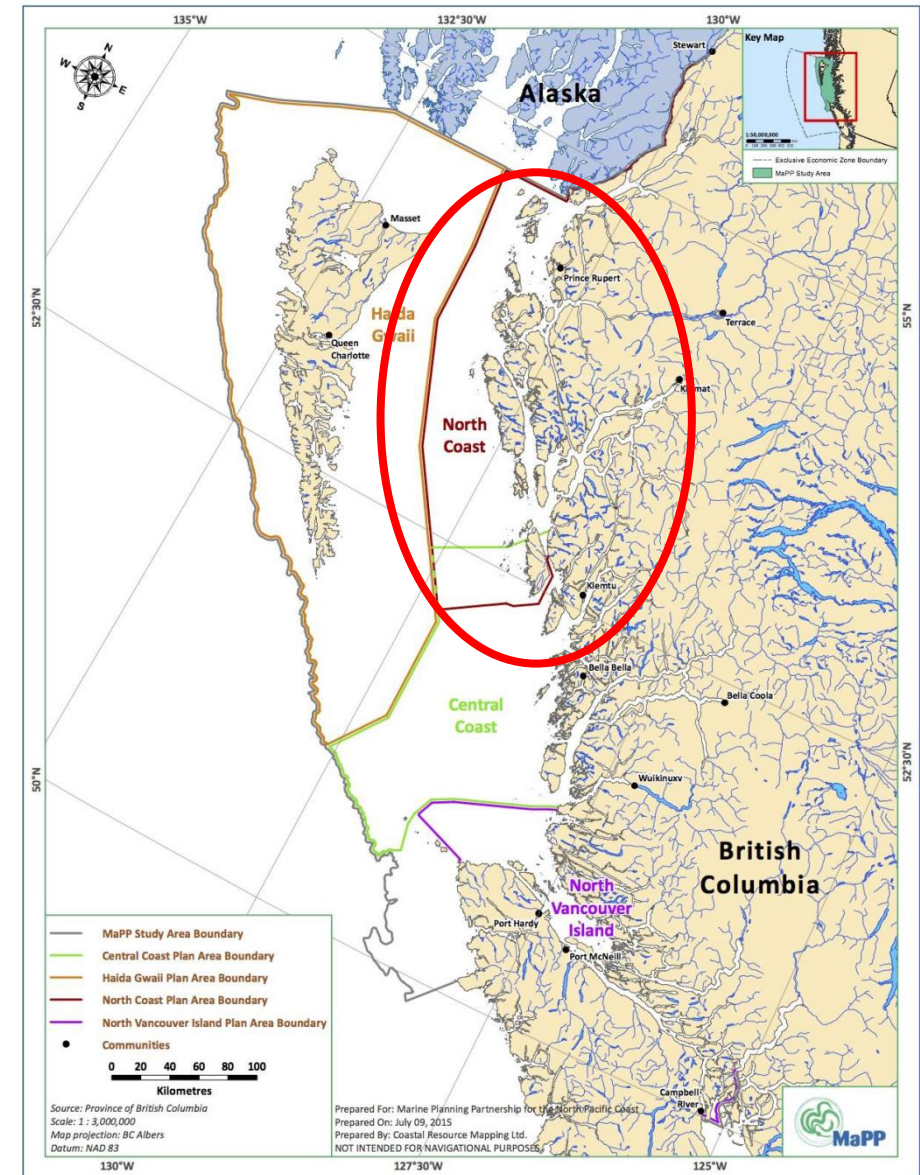 135°W
132°30'W
130°W
N
W
E
S
Key Map
1:50,000,000
Exclusive Economic Zone Boundary
MaPP Study Area
Stewart
Alaska
Masset
Prince Rupert
52°30'N
55°N
Haida
Gwaii
Terrace
Queen
Charlotte
Kitimat
North
Coast
Klemtu
Bella Bella
Central
Coast
Bella Coola
50°N
52°30'N
Wuikinuxv
British
Columbia
North
Vancouver
Island
Port Hardy
Port McNeill
MaPP Study Area Boundary
Central Coast Plan Area Boundary
Haida Gwaii Plan Area Boundary
North Coast Plan Area Boundary
North Vancouver Island Plan Area Boundary
Communities
0 20 40 60 80 100
Kilometres
Campbell
River
Source: Province of British Columbia
Scale: 1 : 3,000,000
Map projection: BC Albers
Datum: NAD 83
Prepared For: Marine Planning Partnership for the North Pacific Coast
Prepared On: July 09, 2015
Prepared By: Coastal Resource Mapping Ltd.
NOT INTENDED FOR NAVIGATIONAL PURPOSES
MaPP
130°W
127°30'W
125°W